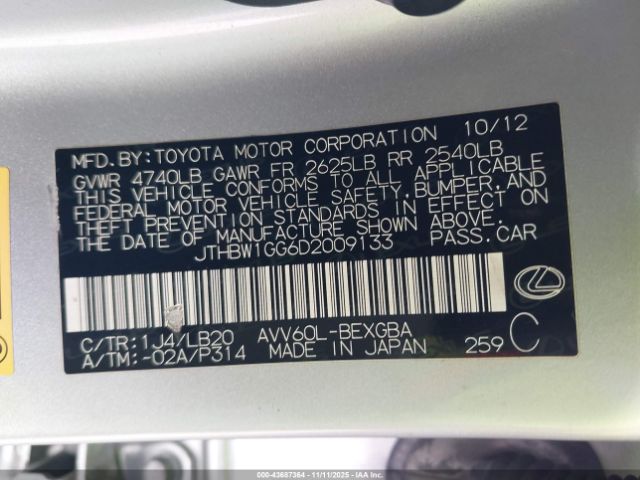 MFD. BY: TOYOTA MOTOR CORPORATION 10/12
GVWR 4740LB GAWR FR 2625LB RR 2540LB
THIS VEHICLE CONFORMS TO ALL APPLICABLE
FEDERAL MOTOR VEHICLE SAFETY, BUMPER, AND
THEFT PREVENTION STANDARDS IN EFFECT ON
THE DATE OF MANUFACTURE SHOWN ABOVE.
JTHBW1GG6D2009133 PASS. CAR
C/TR: 1J4/LB20 AVV60L-BEXGBA C
A/TM: -02A/P314 MADE IN JAPAN 259
000-43687364 - 11/11/2025 - IAA Inc.